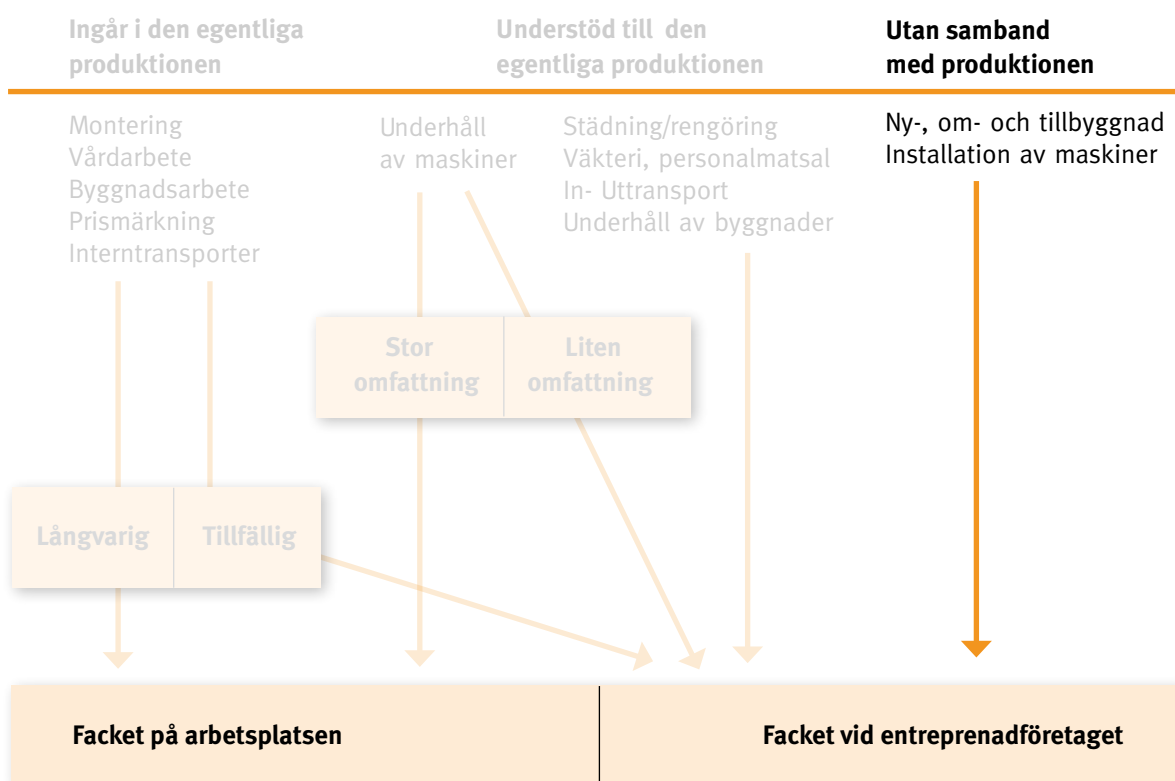 Ingår i den egentliga
produktionen
Understöd till den
egentliga produktionen
Utan samband
med produktionen
Montering
Vårdarbete
Byggnadsarbete
Prismärkning
Interntransporter
Underhåll
av maskiner
Städning/rengöring
Väkteri, personalmatsal
In- Uttransport
Underhåll av byggnader
Ny-, om- och tillbyggnad
Installation av maskiner
Stor
omfattning
Liten
omfattning
Långvarig
Tillfällig
Facket på arbetsplatsen
Facket vid entreprenadföretaget